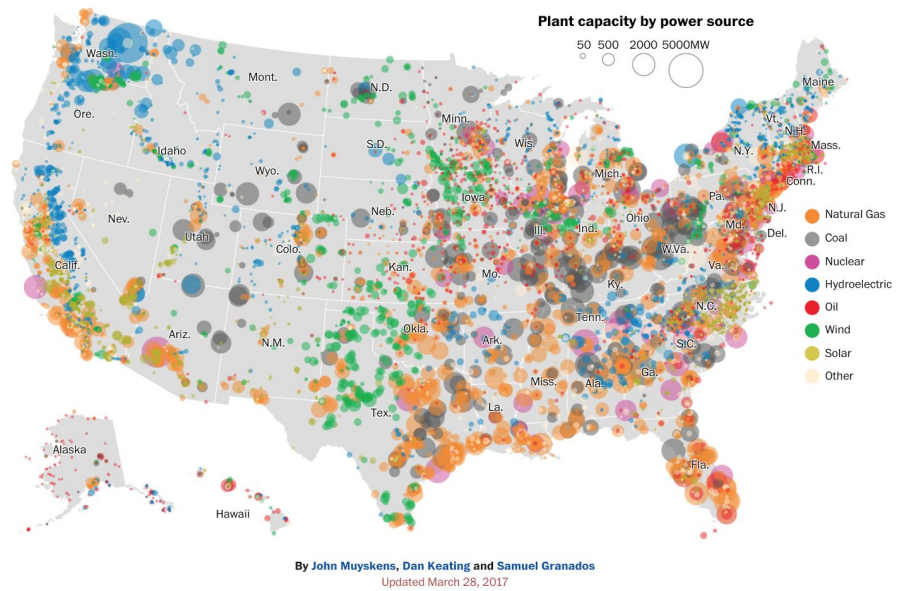 Plant capacity by power source
50 500 2000 5000MW
Wash.
Mont.
N.D.
Maine
Ore.
Minn.
Vt.
N.H.
Idaho
S.D.
Wis.
N.Y.
Mass.
Wyo.
Mich.
R.I.
Conn.
Nev.
Neb.
Iowa
Pa.
N.J.
Utah
Colo.
Ill.
Ind.
Ohio
Md.
Del.
Calif.
Kan.
Mo.
W.Va.
Va.
Ky.
Ariz.
N.M.
Okla.
Ark.
Tenn.
N.C.
S.C.
Tex.
La.
Miss.
Ala.
Ga.
Fla.
Alaska
Hawaii
Natural Gas
Coal
Nuclear
Hydroelectric
Oil
Wind
Solar
Other
By John Muyskens, Dan Keating and Samuel Granados
Updated March 28, 2017